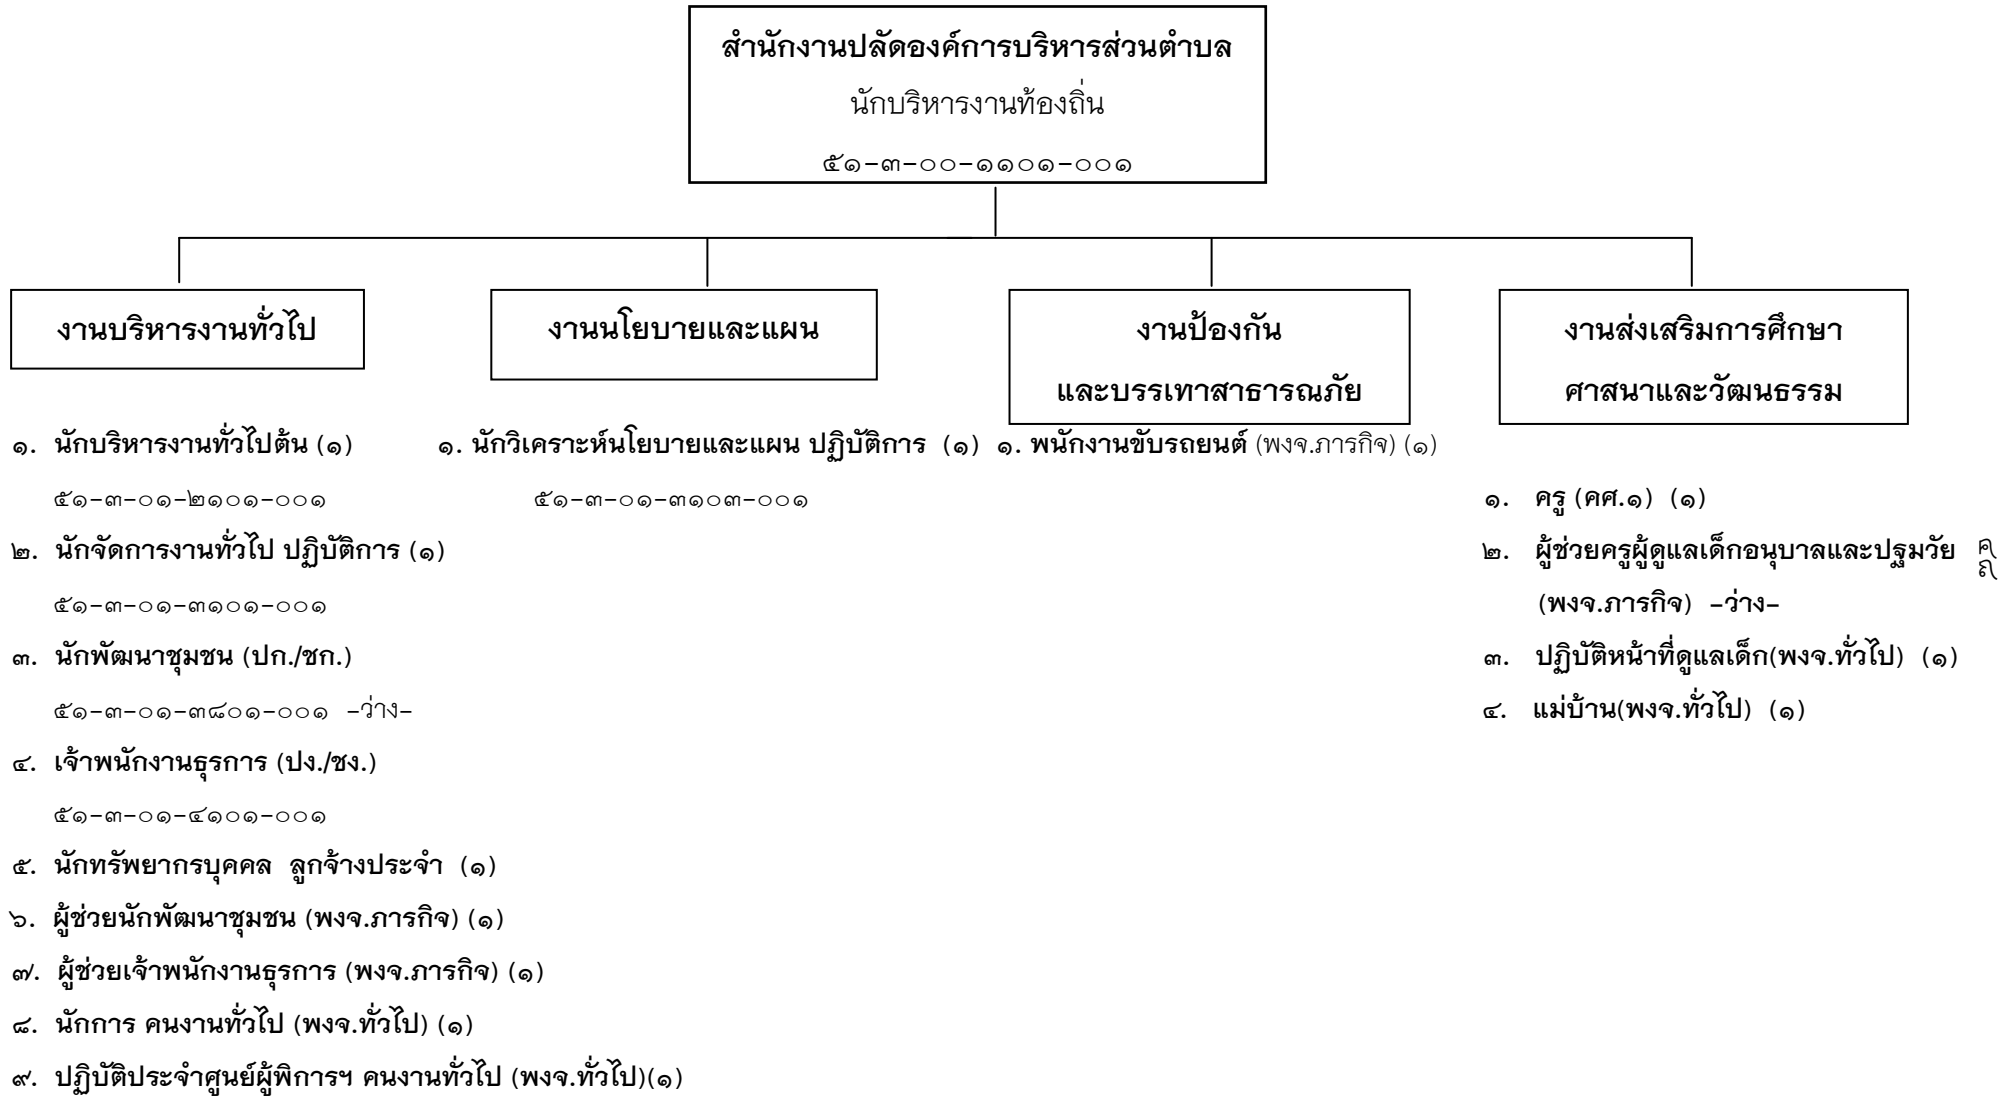 สำนักงานปลัดองค์การบริหารส่วนตำบล
นักบริหารงานท้องถิ่น
๕๑-๓-๐๐-๑๑๐๑-๐๐๑
งานบริหารงานทั่วไป
๑. นักบริหารงานทั่วไปต้น (๑)
๕๑-๓-๐๑-๒๑๐๑-๐๐๑
๒. นักจัดการงานทั่วไป ปฏิบัติการ (๑)
๕๑-๓-๐๑-๓๑๐๑-๐๐๑
๓. นักพัฒนาชุมชน (ปก./ชก.)
๕๑-๓-๐๑-๓๘๐๑-๐๐๑ -ว่าง-
๔. เจ้าพนักงานธุรการ (ปง./ชง.)
๕๑-๓-๐๑-๔๑๐๑-๐๐๑
๕. นักทรัพยากรบุคคล ลูกจ้างประจำ (๑)
๖. ผู้ช่วยนักพัฒนาชุมชน (พงจ.ภารกิจ) (๑)
๗. ผู้ช่วยเจ้าพนักงานธุรการ (พงจ.ภารกิจ) (๑)
๘. นักการ คนงานทั่วไป (พงจ.ทั่วไป) (๑)
๙. ปฏิบัติประจำศูนย์ผู้พิการฯ คนงานทั่วไป (พงจ.ทั่วไป)(๑)
งานนโยบายและแผน
๑. นักวิเคราะห์นโยบายและแผน ปฏิบัติการ (๑)
๕๑-๓-๐๑-๓๑๐๓-๐๐๑
งานป้องกัน
และบรรเทาสาธารณภัย
๑. พนักงานขับรถยนต์ (พงจ.ภารกิจ) (๑)
งานส่งเสริมการศึกษา
ศาสนาและวัฒนธรรม
๑. ครู (คศ.๑) (๑)
๒. ผู้ช่วยครูผู้ดูแลเด็กอนุบาลและปฐมวัย
(พงจ.ภารกิจ) -ว่าง-
๓. ปฏิบัติหน้าที่ดูแลเด็ก(พงจ.ทั่วไป) (๑)
๔. แม่บ้าน(พงจ.ทั่วไป) (๑)